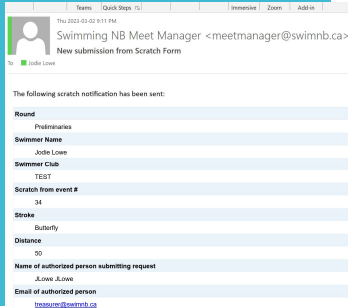 Teams Quick Steps Immersive Zoom Add-in
Thu 2023-03-02 9:11 PM
Swimming NB Meet Manager <meetmanager@swimnb.ca>
New submission from Scratch Form
To Jodie Lowe
The following scratch notification has been sent:
Round
Preliminaries
Swimmer Name
Jodie Lowe
Swimmer Club
TEST
Scratch from event #
34
Stroke
Butterfly
Distance
50
Name of authorized person submitting request
JLowe JLowe
Email of authorized person
treasurer@swimnb.ca